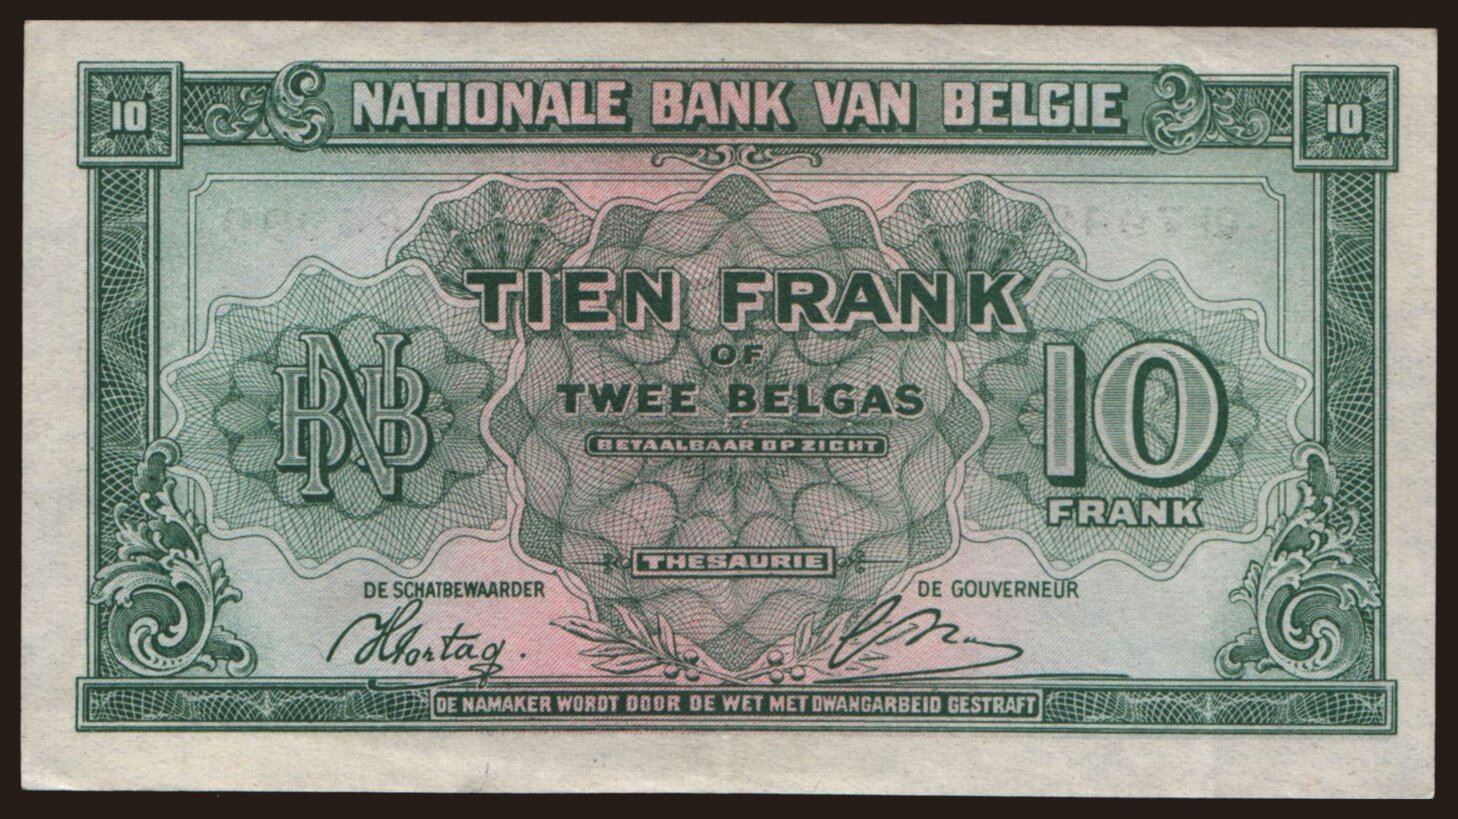 10 NATIONALE BANK VAN BELGIE 10
TIEN FRANK
OF
TWEE BELGAS
BETAALBAAR OP ZICHT
BNB
10
FRANK
THESAURIE
DE SCHATBEWAARDER
DE GOUVERNEUR
DE NAMAKER WORDT DOOR DE WET MET DWANGARBEID GESTRAFT